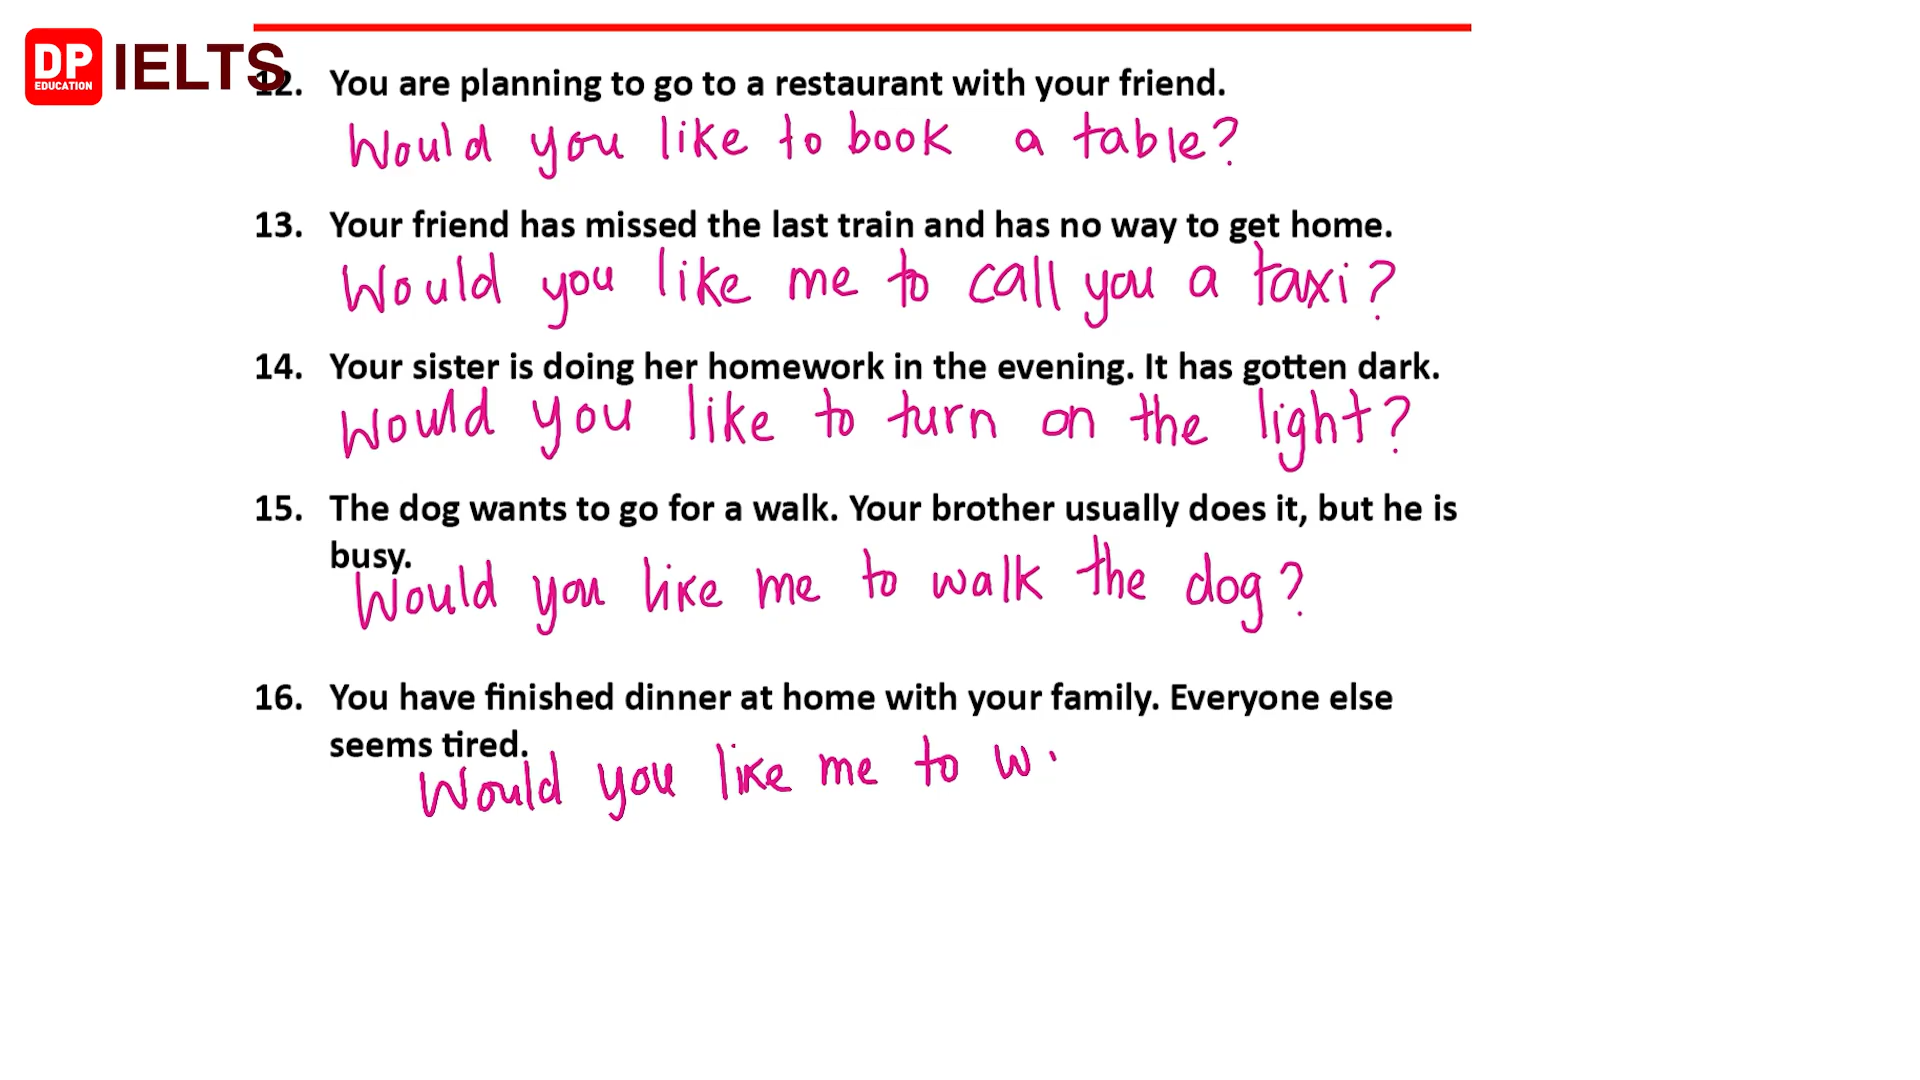 DP
EDUCATION
IELTS
12. You are planning to go to a restaurant with your friend.
Would you like to book a table?
13. Your friend has missed the last train and has no way to get home.
Would you like me to call you a taxi?
14. Your sister is doing her homework in the evening. It has gotten dark.
Would you like to turn on the light?
15. The dog wants to go for a walk. Your brother usually does it, but he is
busy.
Would you like me to walk the dog?
16. You have finished dinner at home with your family. Everyone else
seems tired.
Would you like me to w